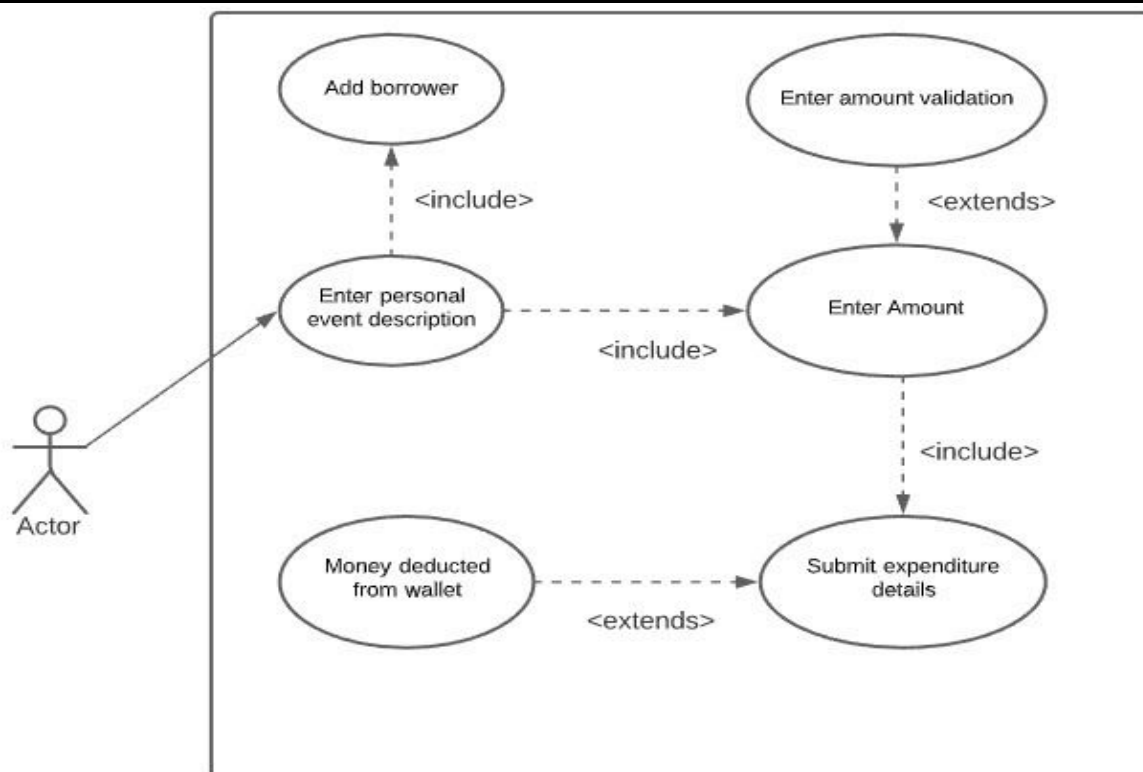 Add borrower
Enter amount validation
<include>
<extends>
Enter personal
event description
Enter Amount
<include>
<include>
Actor
Money deducted
from wallet
Submit expenditure
details
<extends>